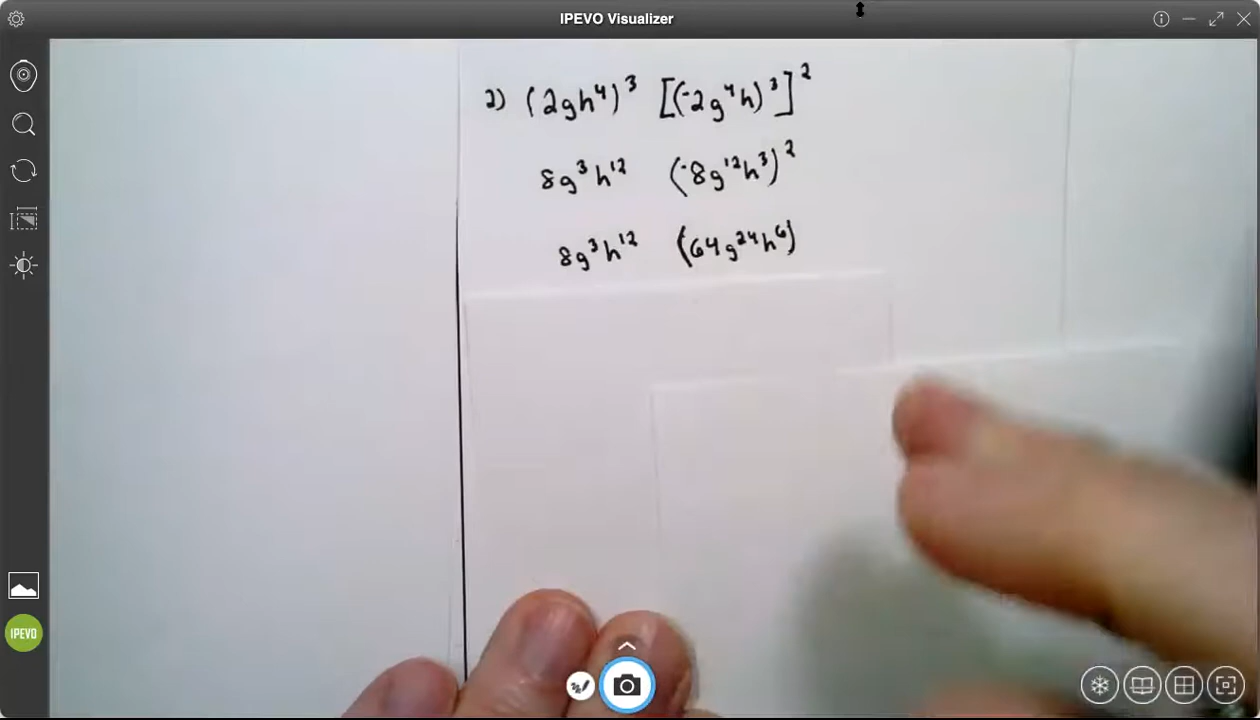 IPEVO Visualizer
2) (2gh⁴)³ [(⁻2g⁴h)³]²
8g³h¹² (⁻8g¹²h³)²
8g³h¹² (64g²⁴h⁶)
IPEVO